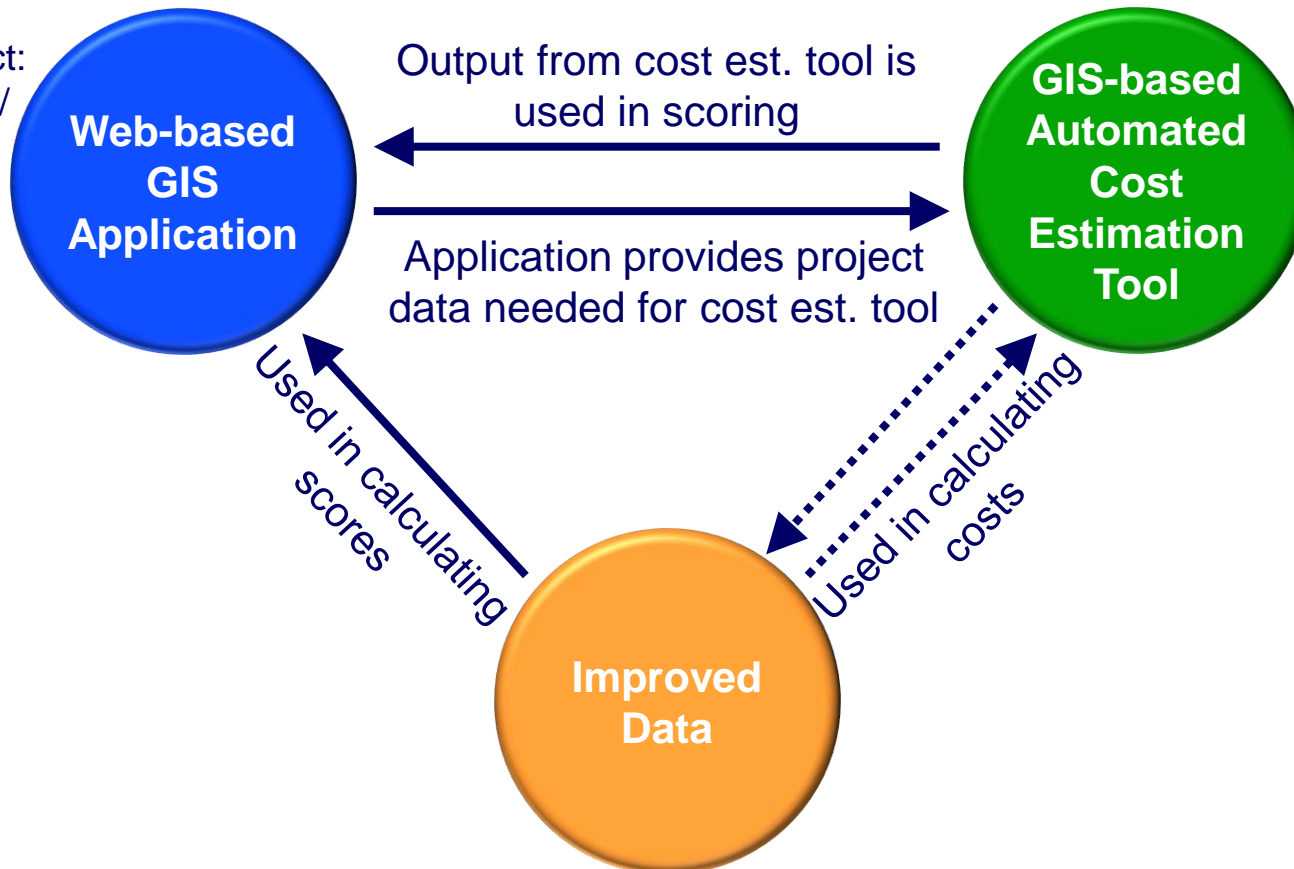 ct:
/
Web-based
GIS
Application
Output from cost est. tool is
used in scoring
Application provides project
data needed for cost est. tool
GIS-based
Automated
Cost
Estimation
Tool
Used in calculating
scores
Used in calculating
costs
Improved
Data